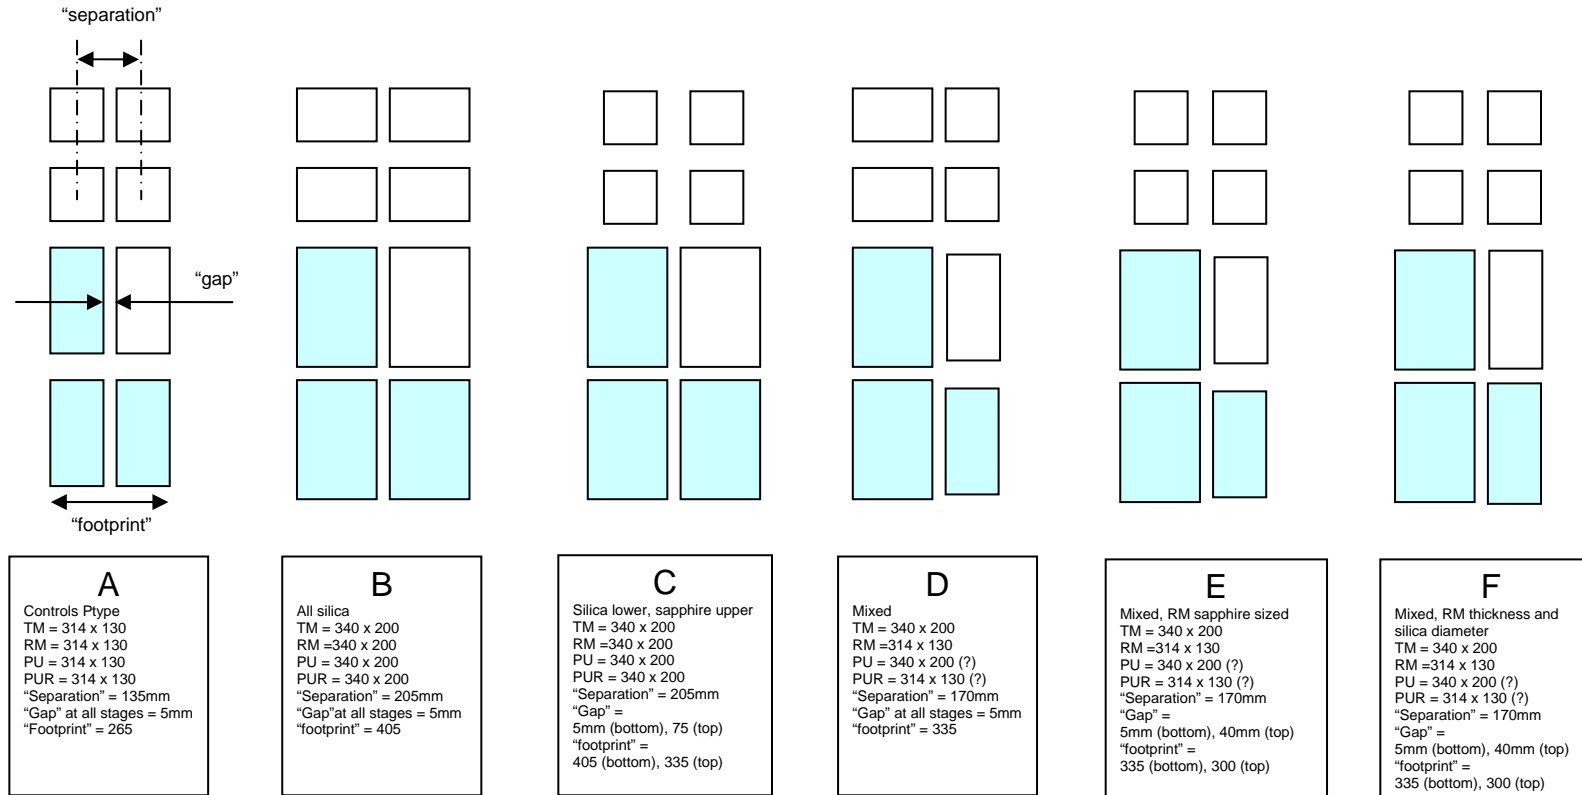 “separation”
“gap”
“footprint”
A
Controls Ptype
TM = 314 x 130
RM = 314 x 130
PU = 314 x 130
PUR = 314 x 130
“Separation” = 135mm
“Gap” at all stages = 5mm
“Footprint” = 265
B
All silica
TM = 340 x 200
RM =340 x 200
PU = 340 x 200
PUR = 340 x 200
“Separation” = 205mm
“Gap”at all stages = 5mm
“footprint” = 405
C
Silica lower, sapphire upper
TM = 340 x 200
RM =340 x 200
PU = 340 x 200
PUR = 340 x 200
“Separation” = 205mm
“Gap” =
5mm (bottom), 75 (top)
“footprint” =
405 (bottom), 335 (top)
D
Mixed
TM = 340 x 200
RM =314 x 130
PU = 340 x 200 (?)
PUR = 314 x 130 (?)
“Separation” = 170mm
“Gap” at all stages = 5mm
“footprint” = 335
E
Mixed, RM sapphire sized
TM = 340 x 200
RM =314 x 130
PU = 340 x 200 (?)
PUR = 314 x 130 (?)
“Separation” = 170mm
“Gap” =
5mm (bottom), 40mm (top)
“footprint” =
335 (bottom), 300 (top)
F
Mixed, RM thickness and
silica diameter
TM = 340 x 200
RM =314 x 130
PU = 340 x 200 (?)
PUR = 314 x 130 (?)
“Separation” = 170mm
“Gap” =
5mm (bottom), 40mm (top)
“footprint” =
335 (bottom), 300 (top)